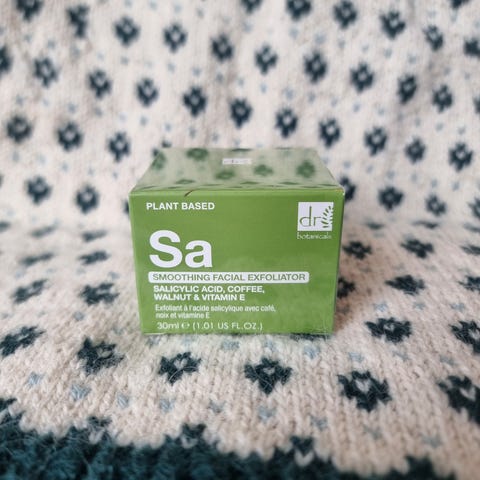 PLANT BASED
dr
botanicals
Sa
SMOOTHING FACIAL EXFOLIATOR
SALICYLIC ACID, COFFEE,
WALNUT & VITAMIN E
Exfoliant à l'acide salicylique avec café,
noix et vitamine E
30ml e (1.01 US FL.OZ.)